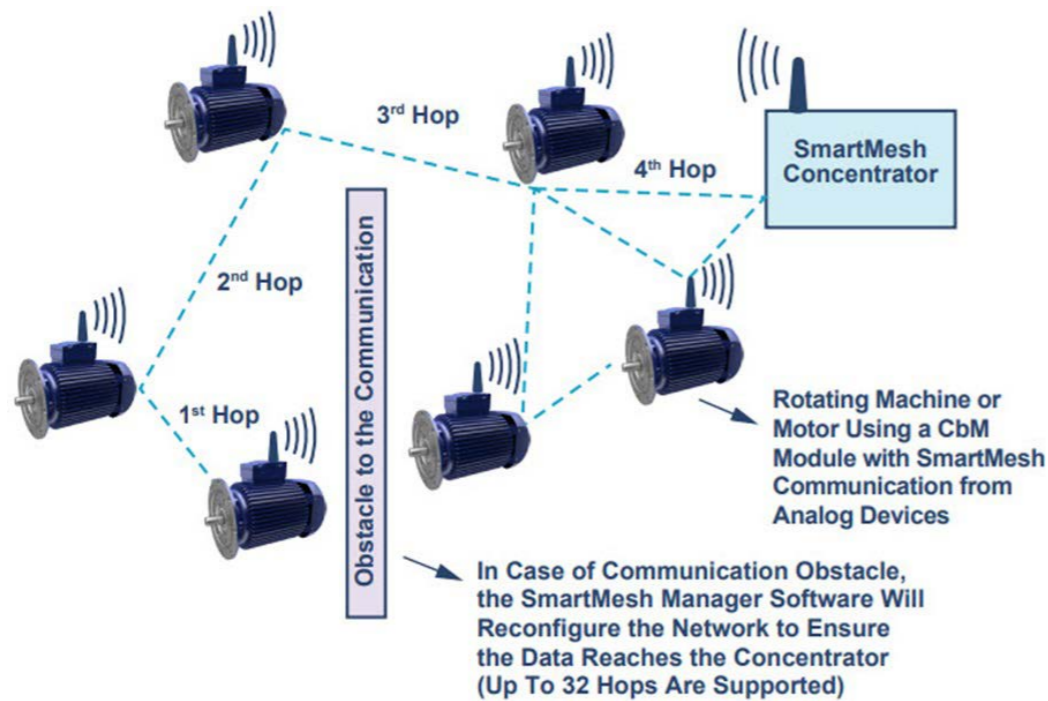 3rd Hop
4th Hop
SmartMesh
Concentrator
2nd Hop
1st Hop
Obstacle to the Communication
Rotating Machine or
Motor Using a CbM
Module with SmartMesh
Communication from
Analog Devices
In Case of Communication Obstacle,
the SmartMesh Manager Software Will
Reconfigure the Network to Ensure
the Data Reaches the Concentrator
(Up To 32 Hops Are Supported)